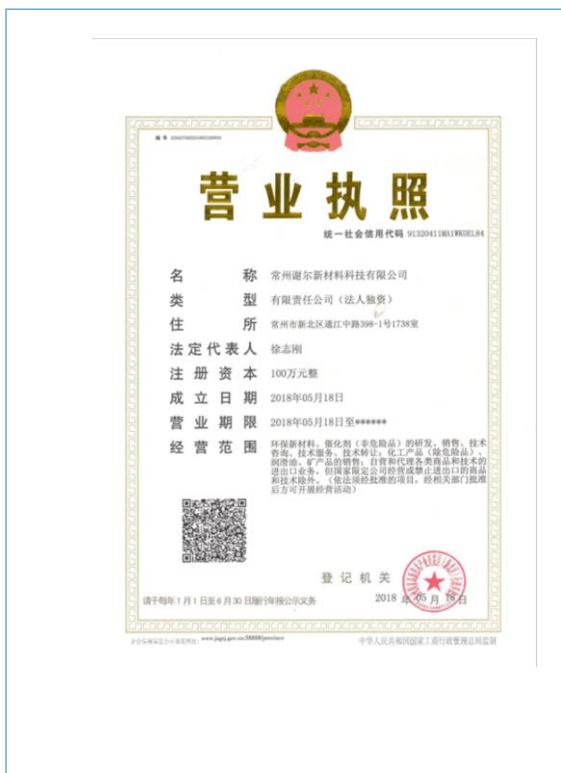 编 号
营业执照
统一社会信用代码 91320411MA1WK0EL84
名 称 常州谢尔新材料科技有限公司
类 型 有限责任公司（法人独资）
住 所 常州市新北区通江中路398-1号1738室
法定代表人 徐志刚
注 册 资 本 100万元整
成 立 日 期 2018年05月18日
营 业 期 限 2018年05月18日至******
经 营 范 围 环保新材料、催化剂（非危险品）的研发、销售、技术
咨询、技术服务、技术转让；化工产品（除危险品）、
润滑油、矿产品的销售；自营和代理各类商品和技术的
进出口业务，但国家限定公司经营或禁止进出口的商品
和技术除外。（依法须经批准的项目，经相关部门批准
后方可开展经营活动）
登 记 机 关
请于每年1月1日至6月30日履行年报公示义务
2018 年 05 月 18 日
中华人民共和国国家工商行政管理总局监制